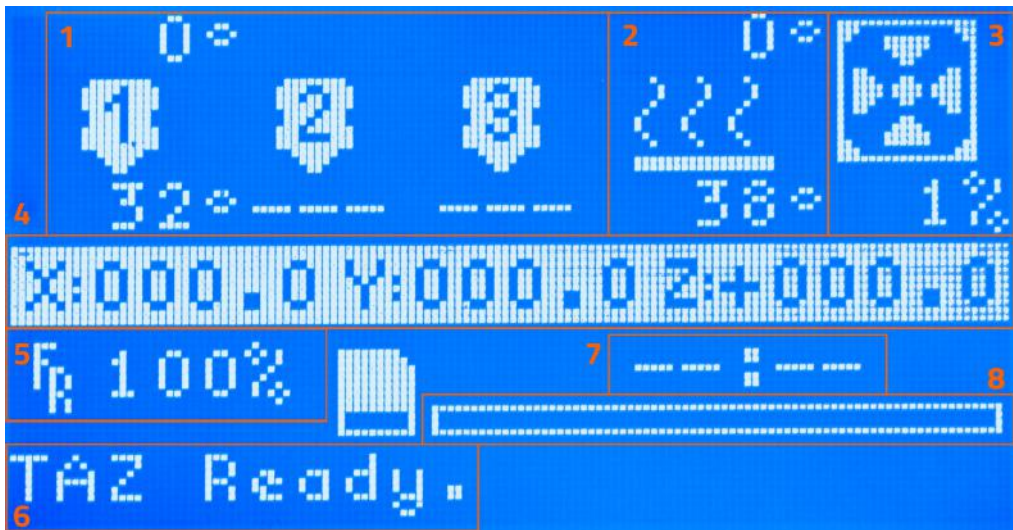 1 0° 2 0° 3
1 2 3
4 32° --- --- 38° 1%
X:000.0 Y:000.0 Z:+000.0
5 FR 100% 7 --:-- 8
TAZ Ready.
6